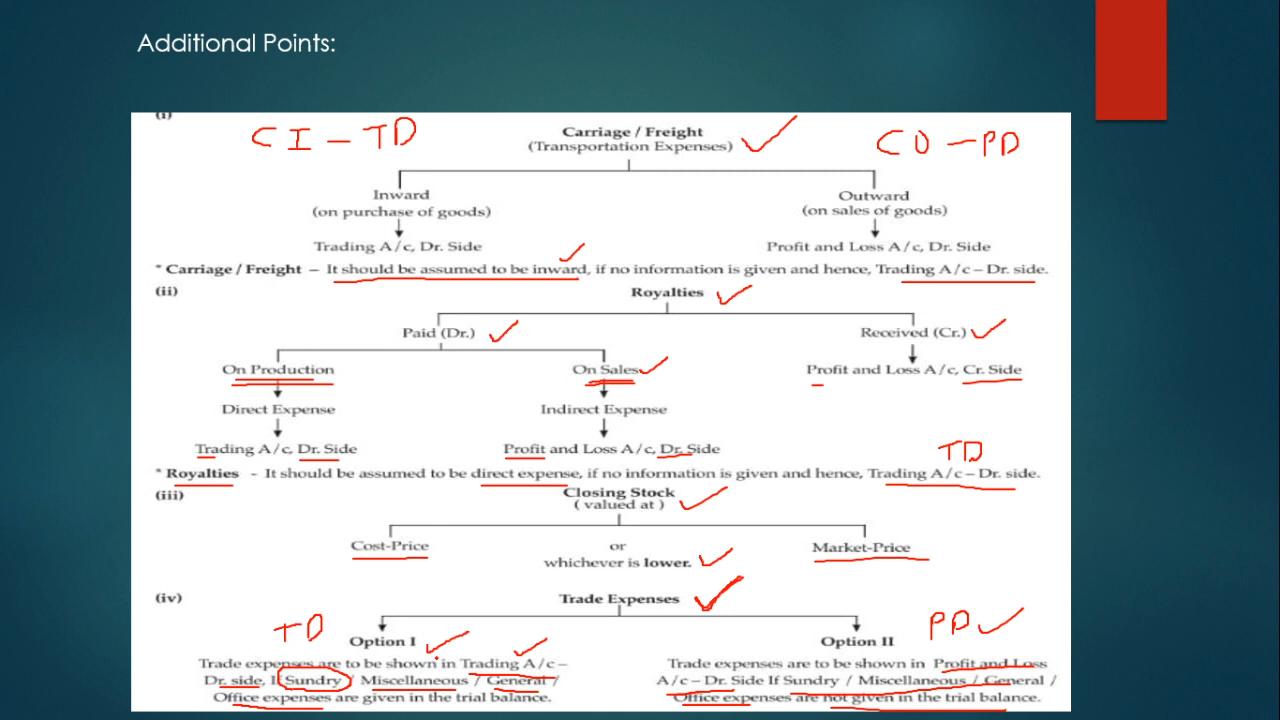 Additional Points:
(i)
CI - TD
Carriage / Freight
(Transportation Expenses)
CO - PD
Inward
(on purchase of goods)
Outward
(on sales of goods)
Trading A/c, Dr. Side
Profit and Loss A/c, Dr. Side
* Carriage / Freight – It should be assumed to be inward, if no information is given and hence, Trading A/c – Dr. side.
(ii)
Royalties
Paid (Dr.)
Received (Cr.)
On Production
On Sales
Profit and Loss A/c, Cr. Side
Direct Expense
Indirect Expense
Trading A/c, Dr. Side
Profit and Loss A/c, Dr. Side
TD
* Royalties - It should be assumed to be direct expense, if no information is given and hence, Trading A/c – Dr. side.
(iii)
Closing Stock
( valued at )
Cost-Price
or
Market-Price
whichever is lower.
(iv)
Trade Expenses
TD
PD
Option I
Option II
Trade expenses are to be shown in Trading A/c –
Dr. side, If Sundry / Miscellaneous / General /
Office expenses are given in the trial balance.
Trade expenses are to be shown in Profit and Loss
A/c – Dr. Side If Sundry / Miscellaneous / General /
Office expenses are not given in the trial balance.